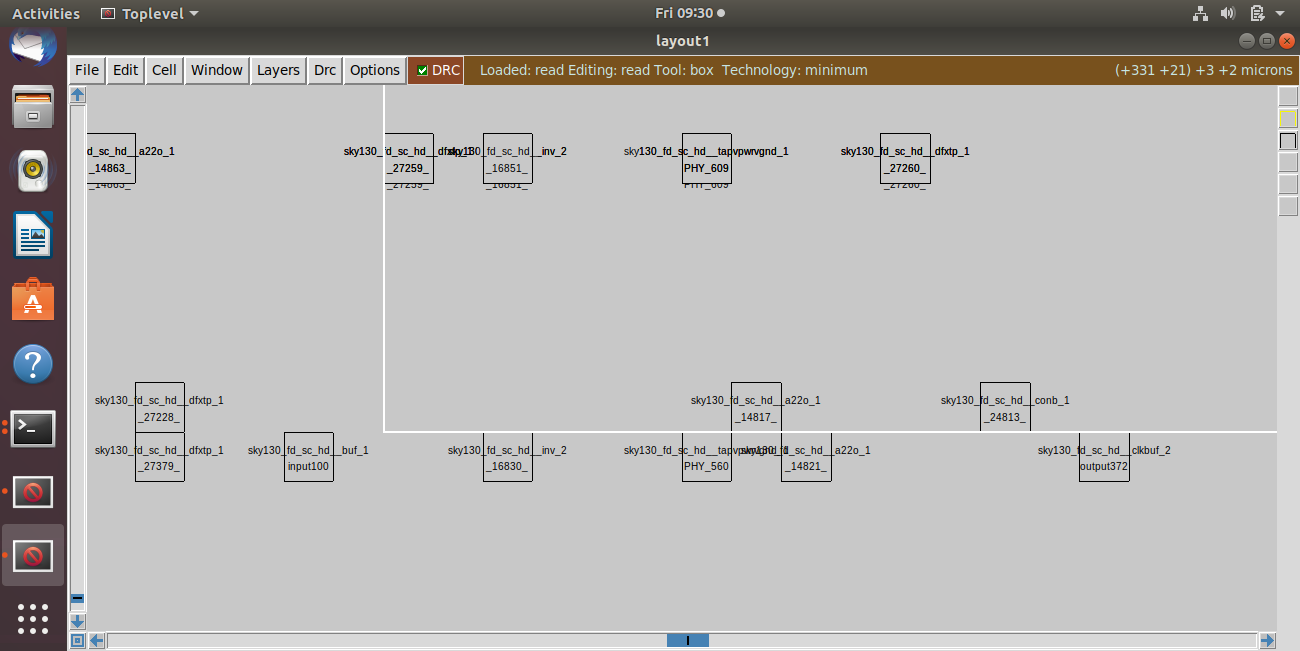 Activities
Toplevel
Fri 09:30
layout1
File Edit Cell Window Layers Drc Options DRC Loaded: read Editing: read Tool: box Technology: minimum (+331 +21) +3 +2 microns
d_sc_hd__a22o_1
_14863_
_14863_
sky130_fd_sc_hd__dfxtp_1
_27259_
_27259_
sky130_fd_sc_hd__inv_2
_16851_
_16851_
sky130_fd_sc_hd__tapvpwrvgnd_1
PHY_609
PHY_609
sky130_fd_sc_hd__dfxtp_1
_27260_
_27260_
sky130_fd_sc_hd__dfxtp_1
_27228_
sky130_fd_sc_hd__a22o_1
_14817_
sky130_fd_sc_hd__conb_1
_24813_
sky130_fd_sc_hd__dfxtp_1
_27379_
sky130_fd_sc_hd__buf_1
input100
sky130_fd_sc_hd__inv_2
_16830_
sky130_fd_sc_hd__tapvpwrvgnd_1
PHY_560
sky130_fd_sc_hd__a22o_1
_14821_
sky130_fd_sc_hd__clkbuf_2
output372